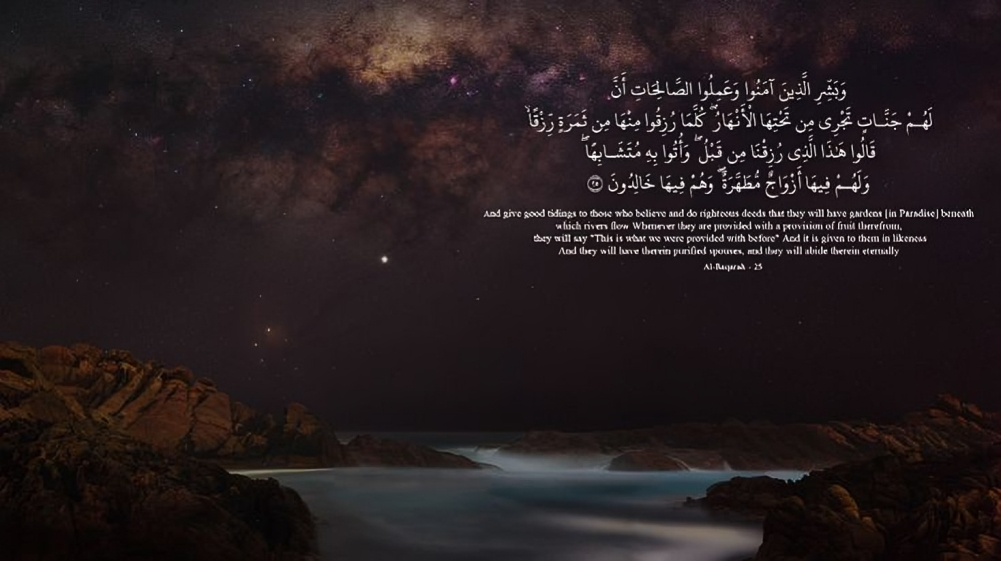 وَبَشِّرِ الَّذِينَ آمَنُوا وَعَمِلُوا الصَّالِحَاتِ أَنَّ
لَهُمْ جَنَّاتٍ تَجْرِي مِن تَحْتِهَا الْأَنْهَارُ ۖ كُلَّمَا رُزِقُوا مِنْهَا مِن ثَمَرَةٍ رِّزْقًا ۙ
قَالُوا هَٰذَا الَّذِي رُزِقْنَا مِن قَبْلُ ۖ وَأُتُوا بِهِ مُتَشَابِهًا ۖ
وَلَهُمْ فِيهَا أَزْوَاجٌ مُّطَهَّرَةٌ ۖ وَهُمْ فِيهَا خَالِدُونَ ﴿٢٥﴾
And give good tidings to those who believe and do righteous deeds that they will have gardens [in Paradise] beneath
which rivers flow Whenever they are provided with a provision of fruit therefrom,
they will say "This is what we were provided with before" And it is given to them in likeness
And they will have therein purified spouses, and they will abide therein eternally
Al-Baqarah - 25